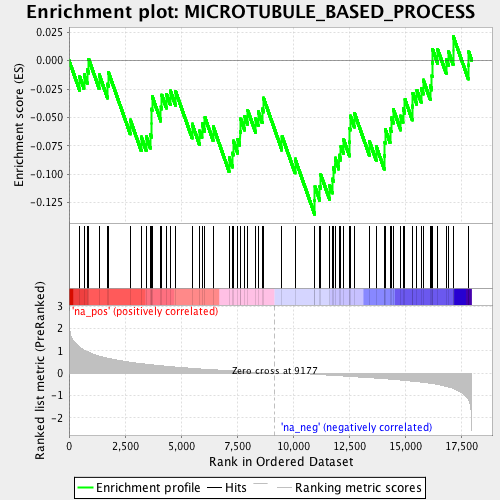 Enrichment plot: MICROTUBULE_BASED_PROCESS
Enrichment score (ES)
0.025
0.000
-0.025
-0.050
-0.075
-0.100
-0.125
'na_pos' (positively correlated)
Ranked list metric (PreRanked)
3
2
1
0
-1
-2
Zero cross at 9177
'na_neg' (negatively correlated)
0
2,500
5,000
7,500
10,000
12,500
15,000
17,500
Rank in Ordered Dataset
Enrichment profile
Hits
Ranking metric scores